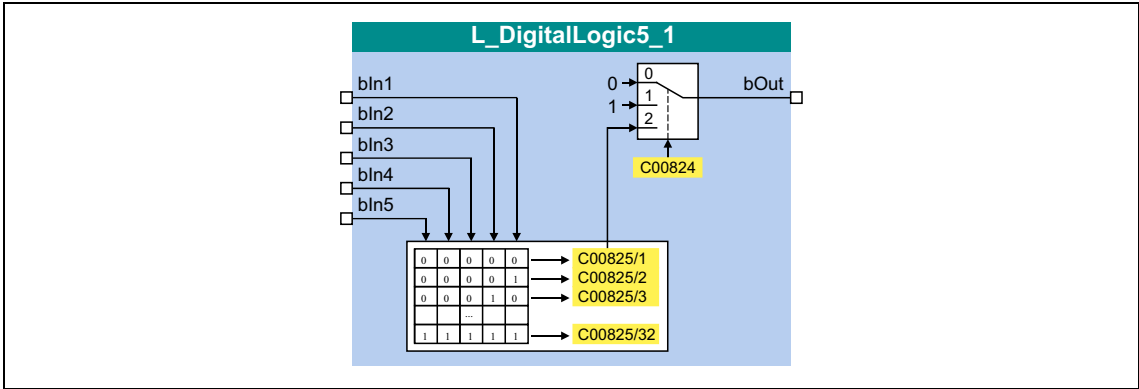 L_DigitalLogic5_1
bIn1
bIn2
bIn3
bIn4
bIn5
0
1
0
1
2
bOut
C00824
0 0 0 0 0 C00825/1
0 0 0 0 1 C00825/2
0 0 0 1 0 C00825/3
...
1 1 1 1 1 C00825/32